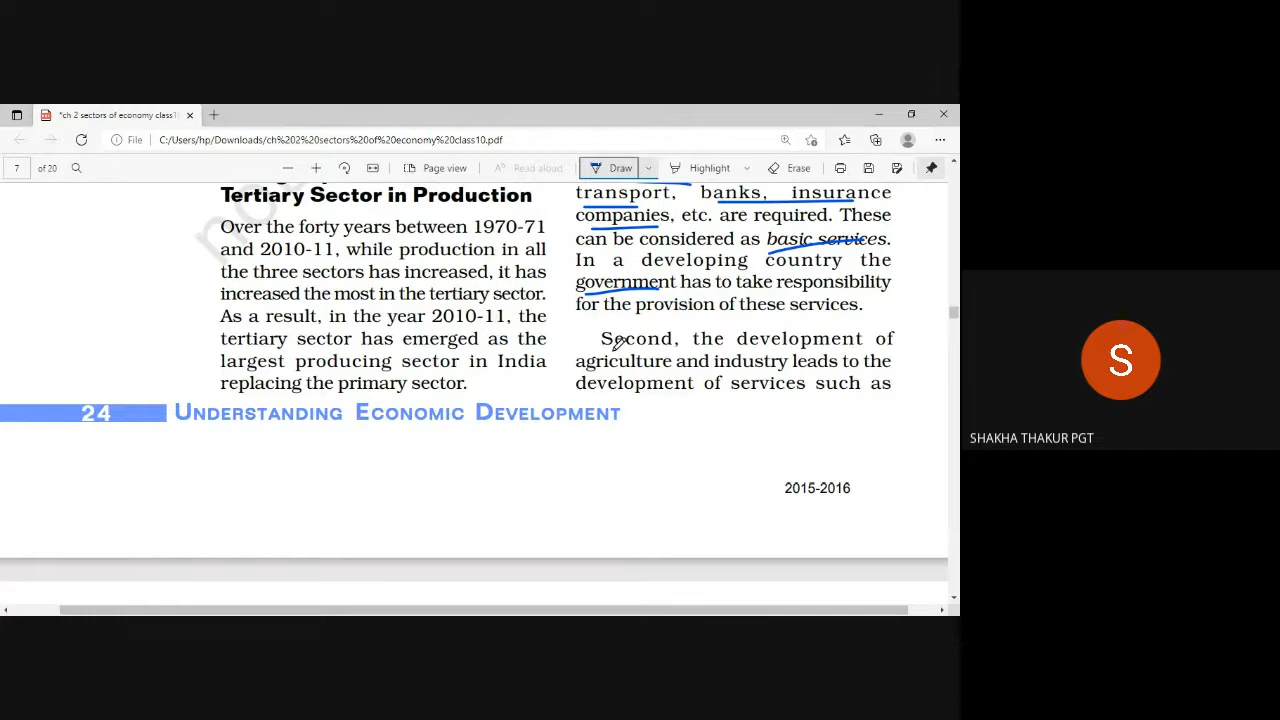 *ch 2 sectors of economy class1
File
C:/Users/hp/Downloads/ch%202%20sectors%20of%20economy%20class10.pdf
7 of 20
Page view
Read aloud
Draw
Highlight
Erase
Tertiary Sector in Production
Over the forty years between 1970-71
and 2010-11, while production in all
the three sectors has increased, it has
increased the most in the tertiary sector.
As a result, in the year 2010-11, the
tertiary sector has emerged as the
largest producing sector in India
replacing the primary sector.
transport, banks, insurance
companies, etc. are required. These
can be considered as basic services.
In a developing country the
government has to take responsibility
for the provision of these services.
Second, the development of
agriculture and industry leads to the
development of services such as
24 UNDERSTANDING ECONOMIC DEVELOPMENT
2015-2016
S
SHAKHA THAKUR PGT